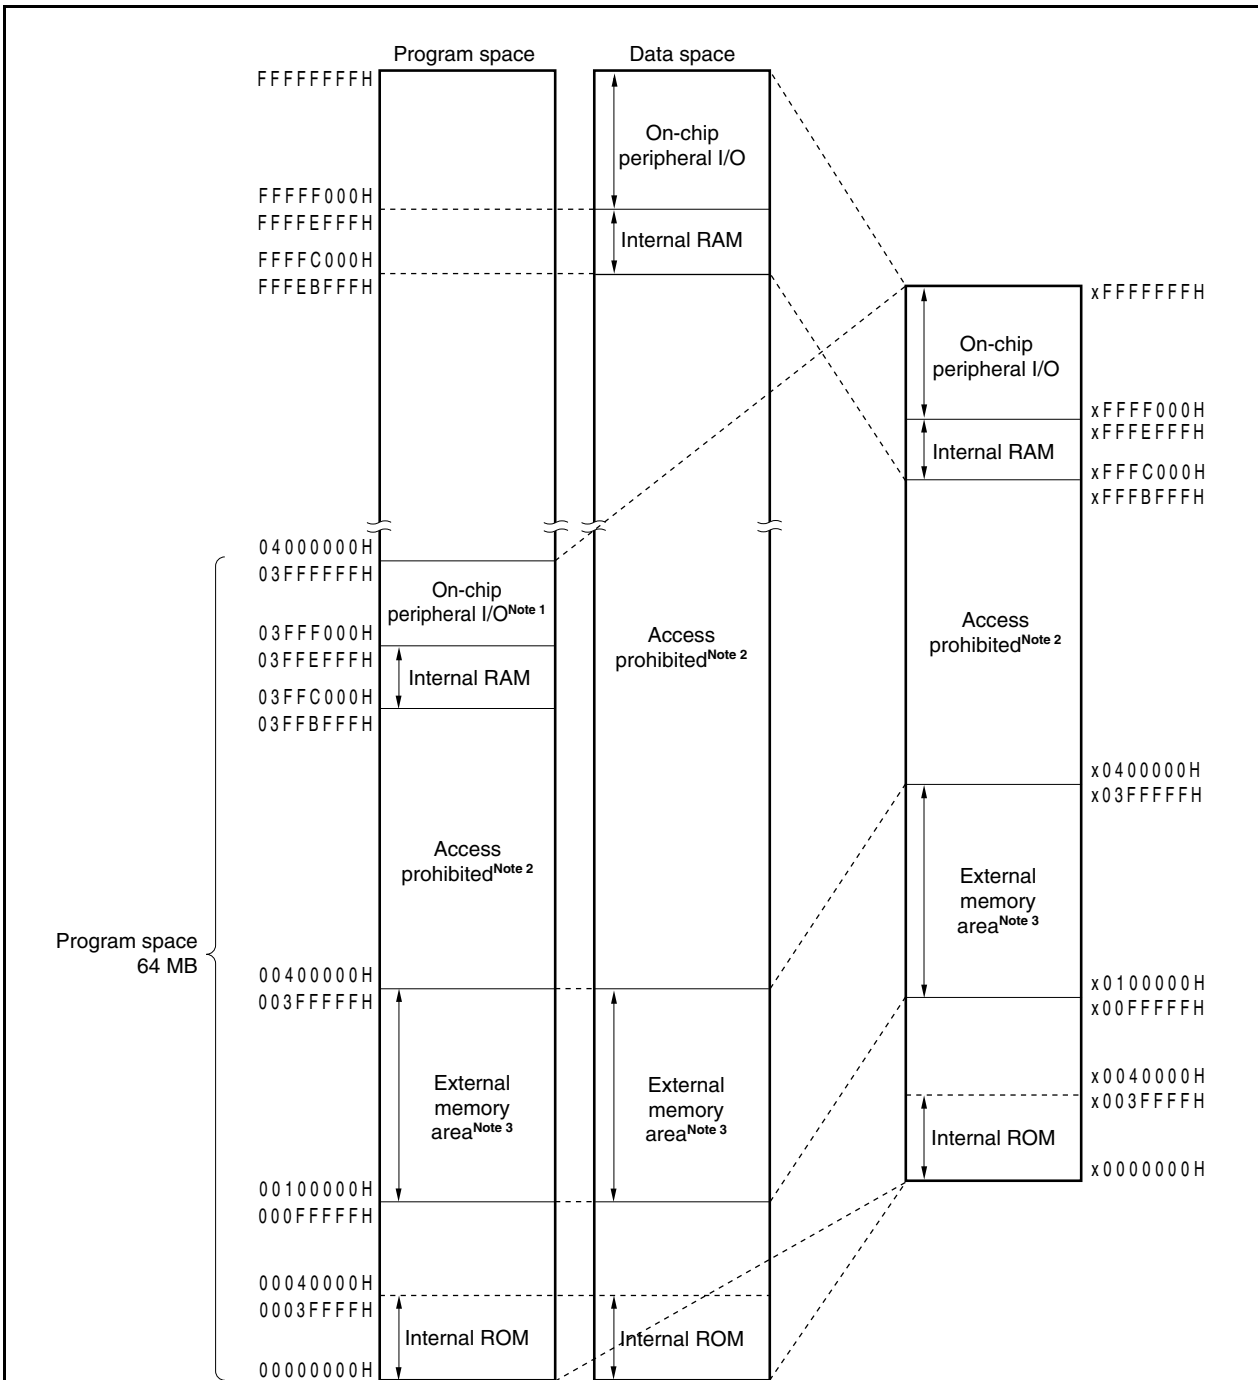 Program space
Data space
FFFFFFFFH
On-chip
peripheral I/O
FFFFF000H
FFFFEFFFH
Internal RAM
FFFFC000H
FFFEBFFFH
xFFFFFFFH
On-chip
peripheral I/O
xFFFF000H
xFFFEFFFH
Internal RAM
xFFFC000H
xFFFBFFFH
04000000H
03FFFFFFH
On-chip
peripheral I/ONote 1
03FFF000H
03FFEFFFH
Internal RAM
03FFC000H
03FFBFFFH
Access
prohibitedNote 2
Access
prohibitedNote 2
x0400000H
x03FFFFFH
Access
prohibitedNote 2
External
memory
areaNote 3
Program space
64 MB
00400000H
003FFFFFH
x0100000H
x00FFFFFH
External
memory
areaNote 3
External
memory
areaNote 3
x0040000H
x003FFFFH
Internal ROM
x0000000H
00100000H
000FFFFFH
00040000H
0003FFFFH
Internal ROM
Internal ROM
00000000H